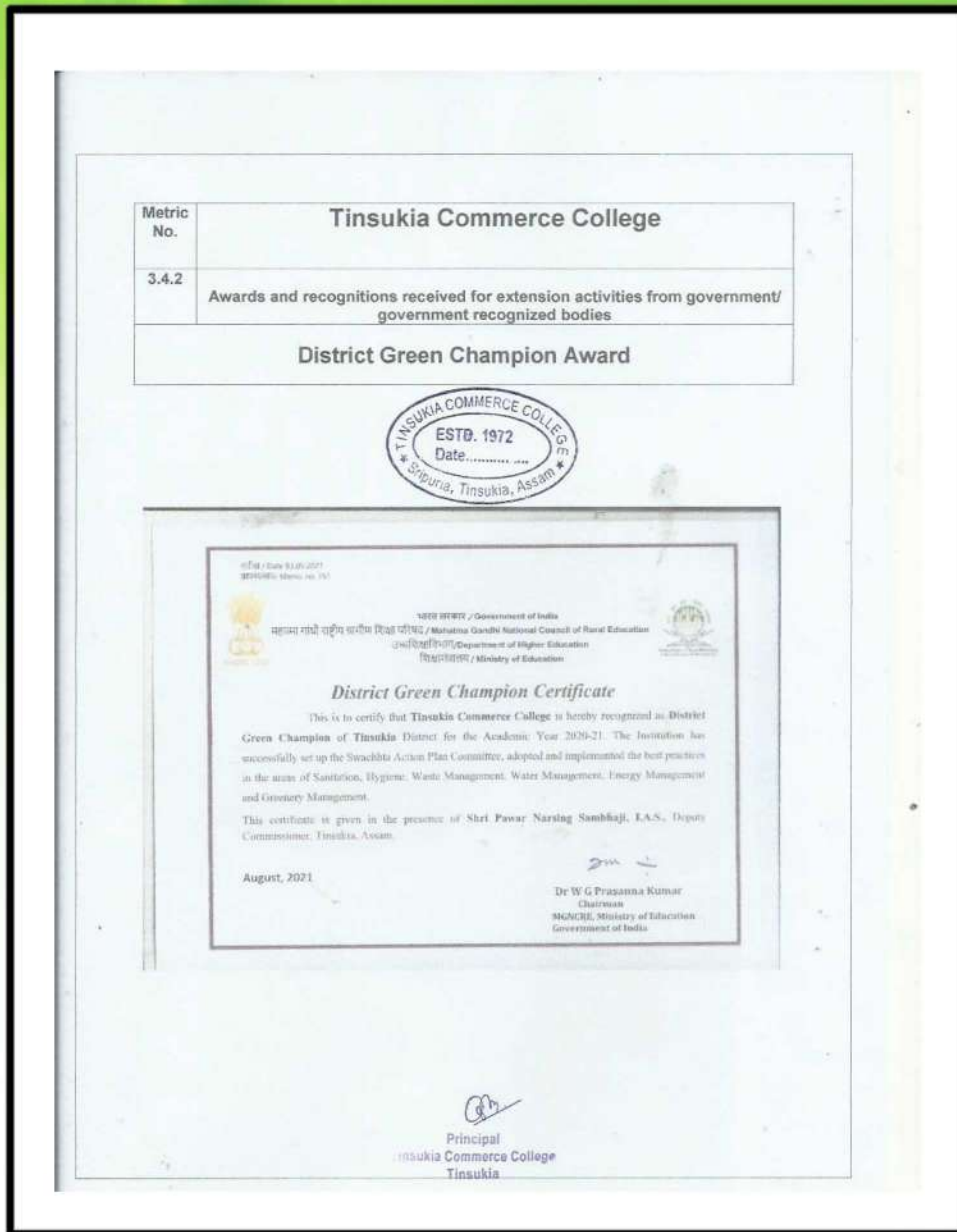 Metric No.
Tinsukia Commerce College
3.4.2
Awards and recognitions received for extension activities from government/
government recognized bodies
District Green Champion Award
TINSUKIA COMMERCE COLLEGE
ESTD. 1972
Date..............
Sripuria, Tinsukia, Assam
भारत सरकार / Government of India
महात्मा गांधी राष्ट्रीय ग्रामीण शिक्षा परिषद / Mahatma Gandhi National Council of Rural Education
उच्च शिक्षा विभाग/Department of Higher Education
शिक्षा मंत्रालय / Ministry of Education
District Green Champion Certificate
This is to certify that Tinsukia Commerce College is hereby recognized as District
Green Champion of Tinsukia District for the Academic Year 2020-21. The Institution has
successfully set up the Swachhta Action Plan Committee, adopted and implemented the best practices
in the areas of Sanitation, Hygiene, Waste Management, Water Management, Energy Management
and Greenery Management.
This certificate is given in the presence of Shri Pawar Narsing Sambhaji, I.A.S., Deputy
Commissioner, Tinsukia, Assam.
August, 2021
Dr W G Prasanna Kumar
Chairman
MGNCRE, Ministry of Education
Government of India
Principal
Tinsukia Commerce College
Tinsukia